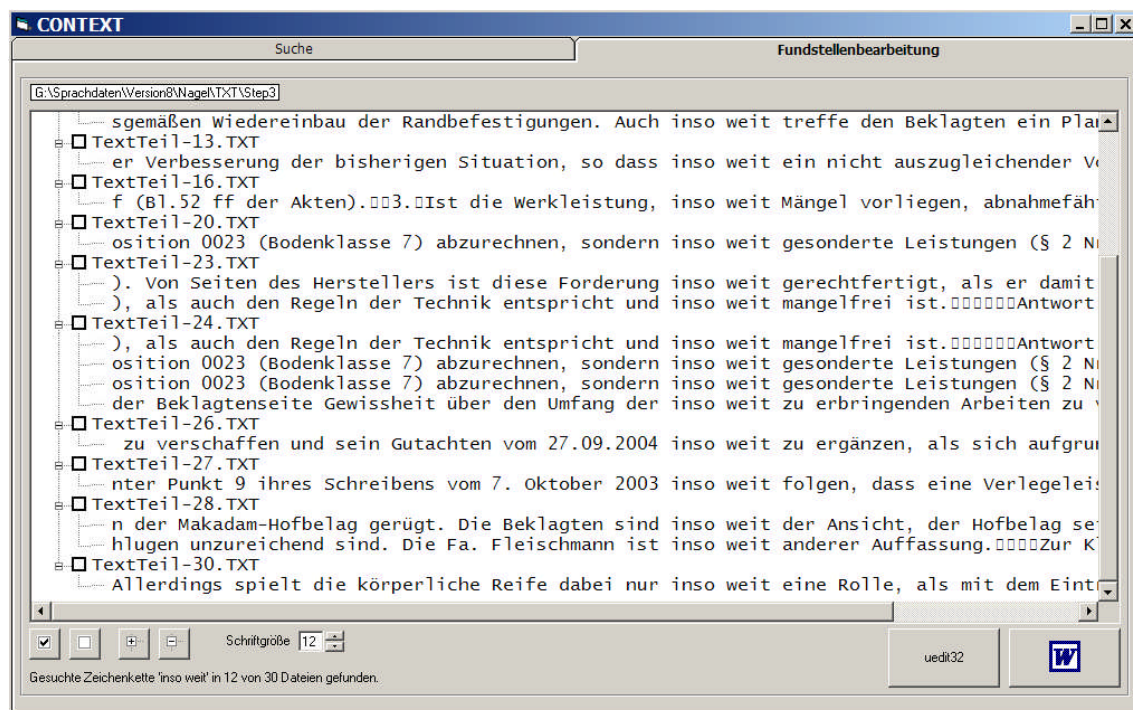 CONTEXT
Suche
Fundstellenbearbeitung
G:\Sprachdaten\Version8\Nagel\TXT\Step3
sgemäßen Wiedereinbau der Randbefestigungen. Auch inso weit treffe den Beklagten ein Plan
TextTeil-13.TXT
er Verbesserung der bisherigen Situation, so dass inso weit ein nicht auszugleichender Vo
TextTeil-16.TXT
f (Bl.52 ff der Akten).▯▯3.▯Ist die Werkleistung, inso weit Mängel vorliegen, abnahmefäh
TextTeil-20.TXT
osition 0023 (Bodenklasse 7) abzurechnen, sondern inso weit gesonderte Leistungen (§ 2 Nr
TextTeil-23.TXT
). Von Seiten des Herstellers ist diese Forderung inso weit gerechtfertigt, als er damit
), als auch den Regeln der Technik entspricht und inso weit mangelfrei ist.▯▯▯▯▯▯Antwort
TextTeil-24.TXT
), als auch den Regeln der Technik entspricht und inso weit mangelfrei ist.▯▯▯▯▯▯Antwort
osition 0023 (Bodenklasse 7) abzurechnen, sondern inso weit gesonderte Leistungen (§ 2 Nr
osition 0023 (Bodenklasse 7) abzurechnen, sondern inso weit gesonderte Leistungen (§ 2 Nr
der Beklagtenseite Gewissheit über den Umfang der inso weit zu erbringenden Arbeiten zu v
TextTeil-26.TXT
zu verschaffen und sein Gutachten vom 27.09.2004 inso weit zu ergänzen, als sich aufgru
TextTeil-27.TXT
nter Punkt 9 ihres Schreibens vom 7. Oktober 2003 inso weit folgen, dass eine Verlegeleis
TextTeil-28.TXT
n der Makadam-Hofbelag gerügt. Die Beklagten sind inso weit der Ansicht, der Hofbelag se
hlugen unzureichend sind. Die Fa. Fleischmann ist inso weit anderer Auffassung.▯▯▯▯Zur K
TextTeil-30.TXT
Allerdings spielt die körperliche Reife dabei nur inso weit eine Rolle, als mit dem Eint
Schriftgröße 12
uedit32
W
Gesuchte Zeichenkette 'inso weit' in 12 von 30 Dateien gefunden.